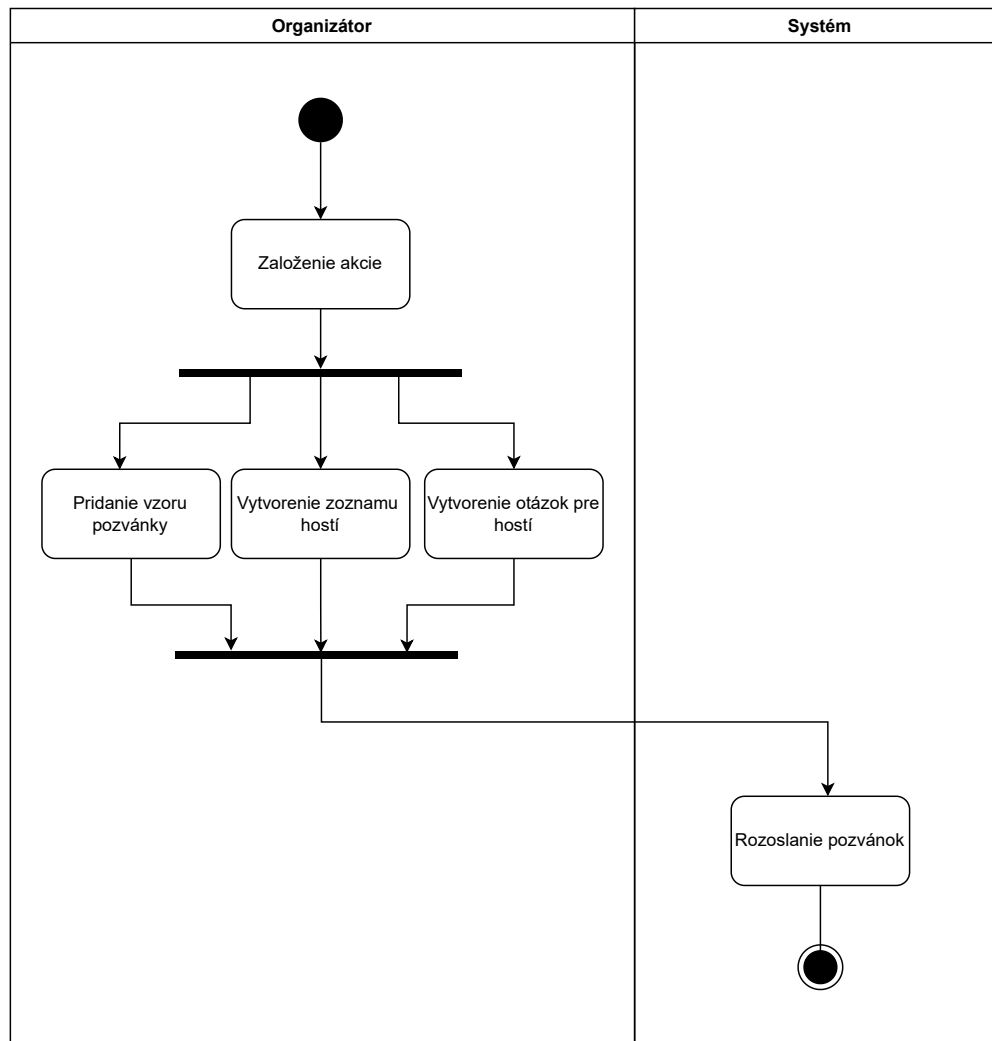 Organizátor
Systém
Založenie akcie
Pridanie vzoru
pozvánky
Vytvorenie zoznamu
hostí
Vytvorenie otázok pre
hostí
Rozoslanie pozvánok